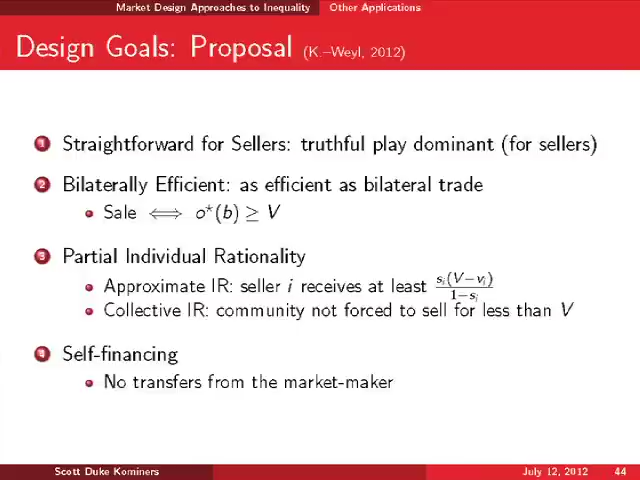 Market Design Approaches to Inequality Other Applications
Design Goals: Proposal (K.–Weyl, 2012)
1 Straightforward for Sellers: truthful play dominant (for sellers)
2 Bilaterally Efficient: as efficient as bilateral trade
Sale ⟺ o*(b) ≥ V
3 Partial Individual Rationality
Approximate IR: seller i receives at least s_i(V−v_i)/1−s_i
Collective IR: community not forced to sell for less than V
4 Self-financing
No transfers from the market-maker
Scott Duke Kominers July 12, 2012 44